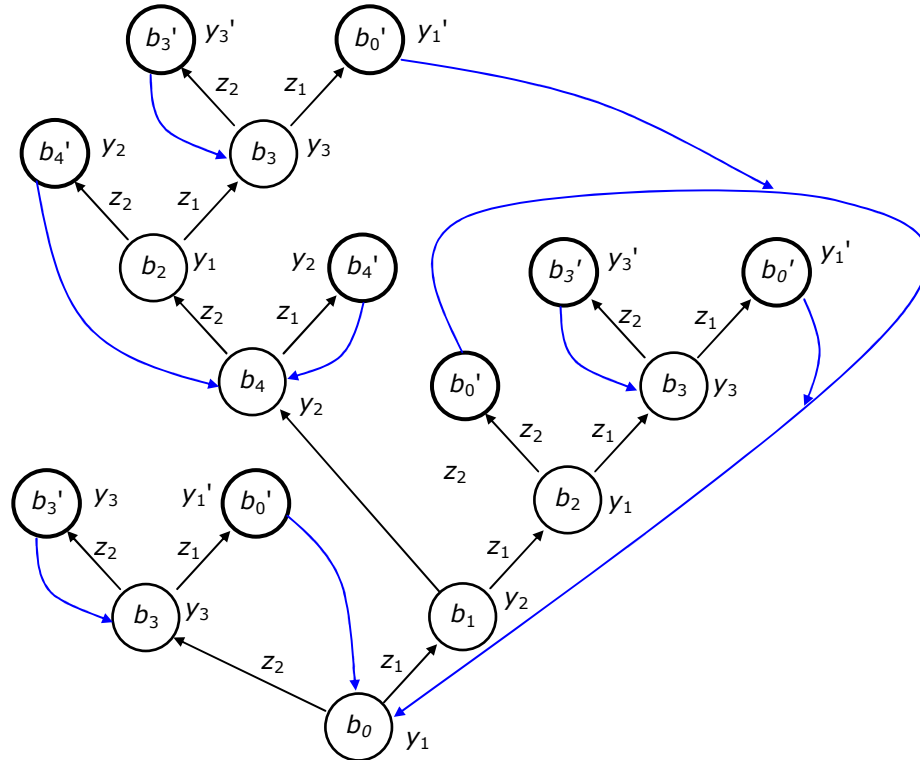 b₃' y₃' b₀' y₁'
z₂ z₁
b₄' y₂ b₃ y₃
z₂ z₁
b₂ y₁ y₂ b₄' b₃' y₃' b₀' y₁'
z₂ z₁ z₂ z₁
b₄ y₂ b₀' b₃ y₃
z₂ z₁
z₂
b₃' y₃ y₁' b₀' b₂ y₁
z₂ z₁ z₁
b₃ y₃ b₁ y₂
z₂ z₁
b₀ y₁